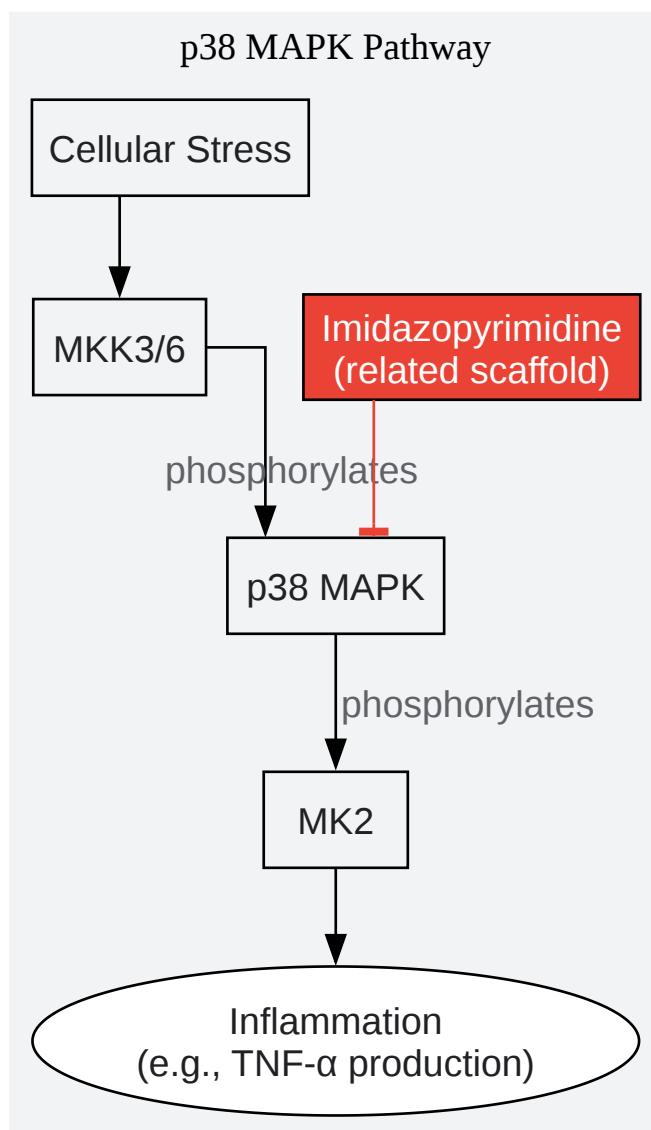 p38 MAPK Pathway
Cellular Stress
MKK3/6
Imidazopyrimidine
(related scaffold)
phosphorylates
p38 MAPK
phosphorylates
MK2
Inflammation
(e.g., TNF-α production)